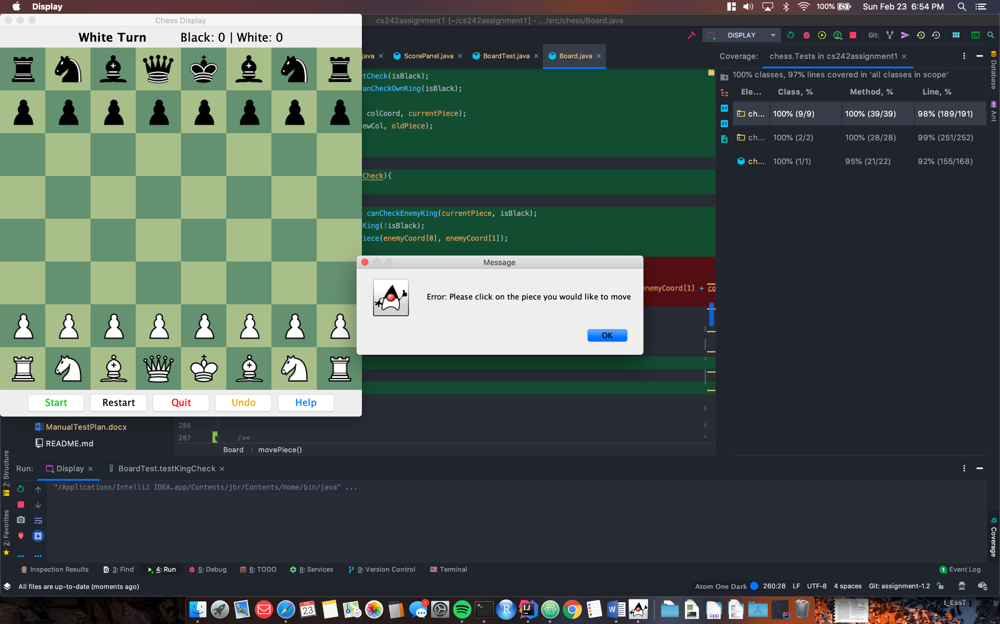 Display
100%
Sun Feb 23 6:54 PM
Chess Display
cs242assignment1 [~/cs242assignment1] - .../src/chess/Board.java
White Turn
Black: 0 | White: 0
DISPLAY
Git:
java
ScorePanel.java
BoardTest.java
Board.java
Coverage:
chess.Tests in cs242assignment1
100% classes, 97% lines covered in 'all classes in scope'
Ele... Class, % Method, % Line, %
ch... 100% (9/9) 100% (39/39) 98% (189/191)
ch... 100% (2/2) 100% (28/28) 99% (251/252)
ch... 100% (1/1) 95% (21/22) 92% (155/168)
Database
Ant
etCheck(isBlack);
anCheckOwnKing(isBlack);
colCoord, currentPiece);
ewCol, oldPiece);
Check){
= canCheckEnemyKing(currentPiece, isBlack);
King(!isBlack);
Piece(enemyCoord[0], enemyCoord[1]);
enemyCoord[1] + co
Message
Error: Please click on the piece you would like to move
OK
Start
Restart
Quit
Undo
Help
ManualTestPlan.docx
README.md
286
287 /**
Board › movePiece()
Z: Structure
2: Favorites
Run:
Display
BoardTest.testKingCheck
"/Applications/IntelliJ IDEA.app/Contents/jbr/Contents/Home/bin/java" ...
Coverage
Inspection Results
3: Find
4: Run
5: Debug
6: TODO
8: Services
9: Version Control
Terminal
1 Event Log
All files are up-to-date (moments ago)
Atom One Dark
260:28
LF
UTF-8
4 spaces
Git: assignment-1.2
FEB
23
1
R
IJ
W
.cpp
t_EssT